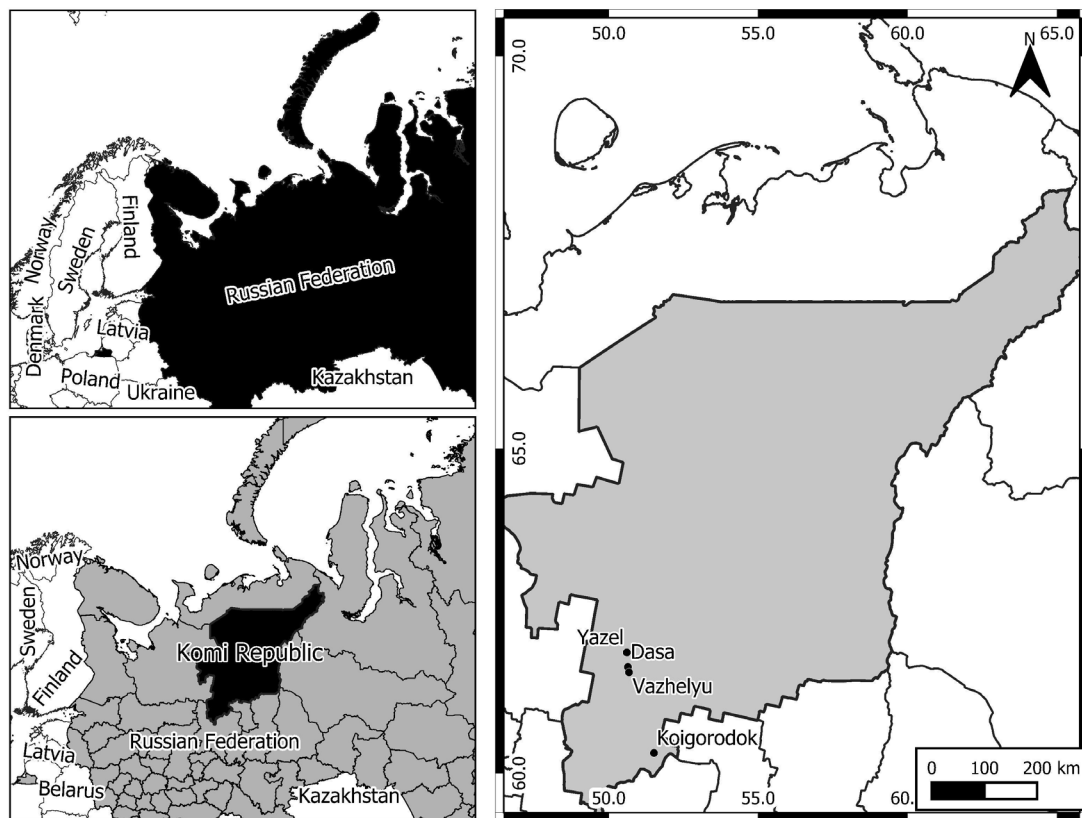 Finland
Norway
Sweden
Russian Federation
Denmark
Latvia
Poland
Ukraine
Kazakhstan
Norway
Sweden
Finland
Komi Republic
Latvia
Russian Federation
Belarus
Kazakhstan
50.0 55.0 60.0 65.0
N
70.0
65.0
60.0
Yazel
Dasa
Vazhelyu
Koigorodok
0 100 200 km
50.0 55.0 60.